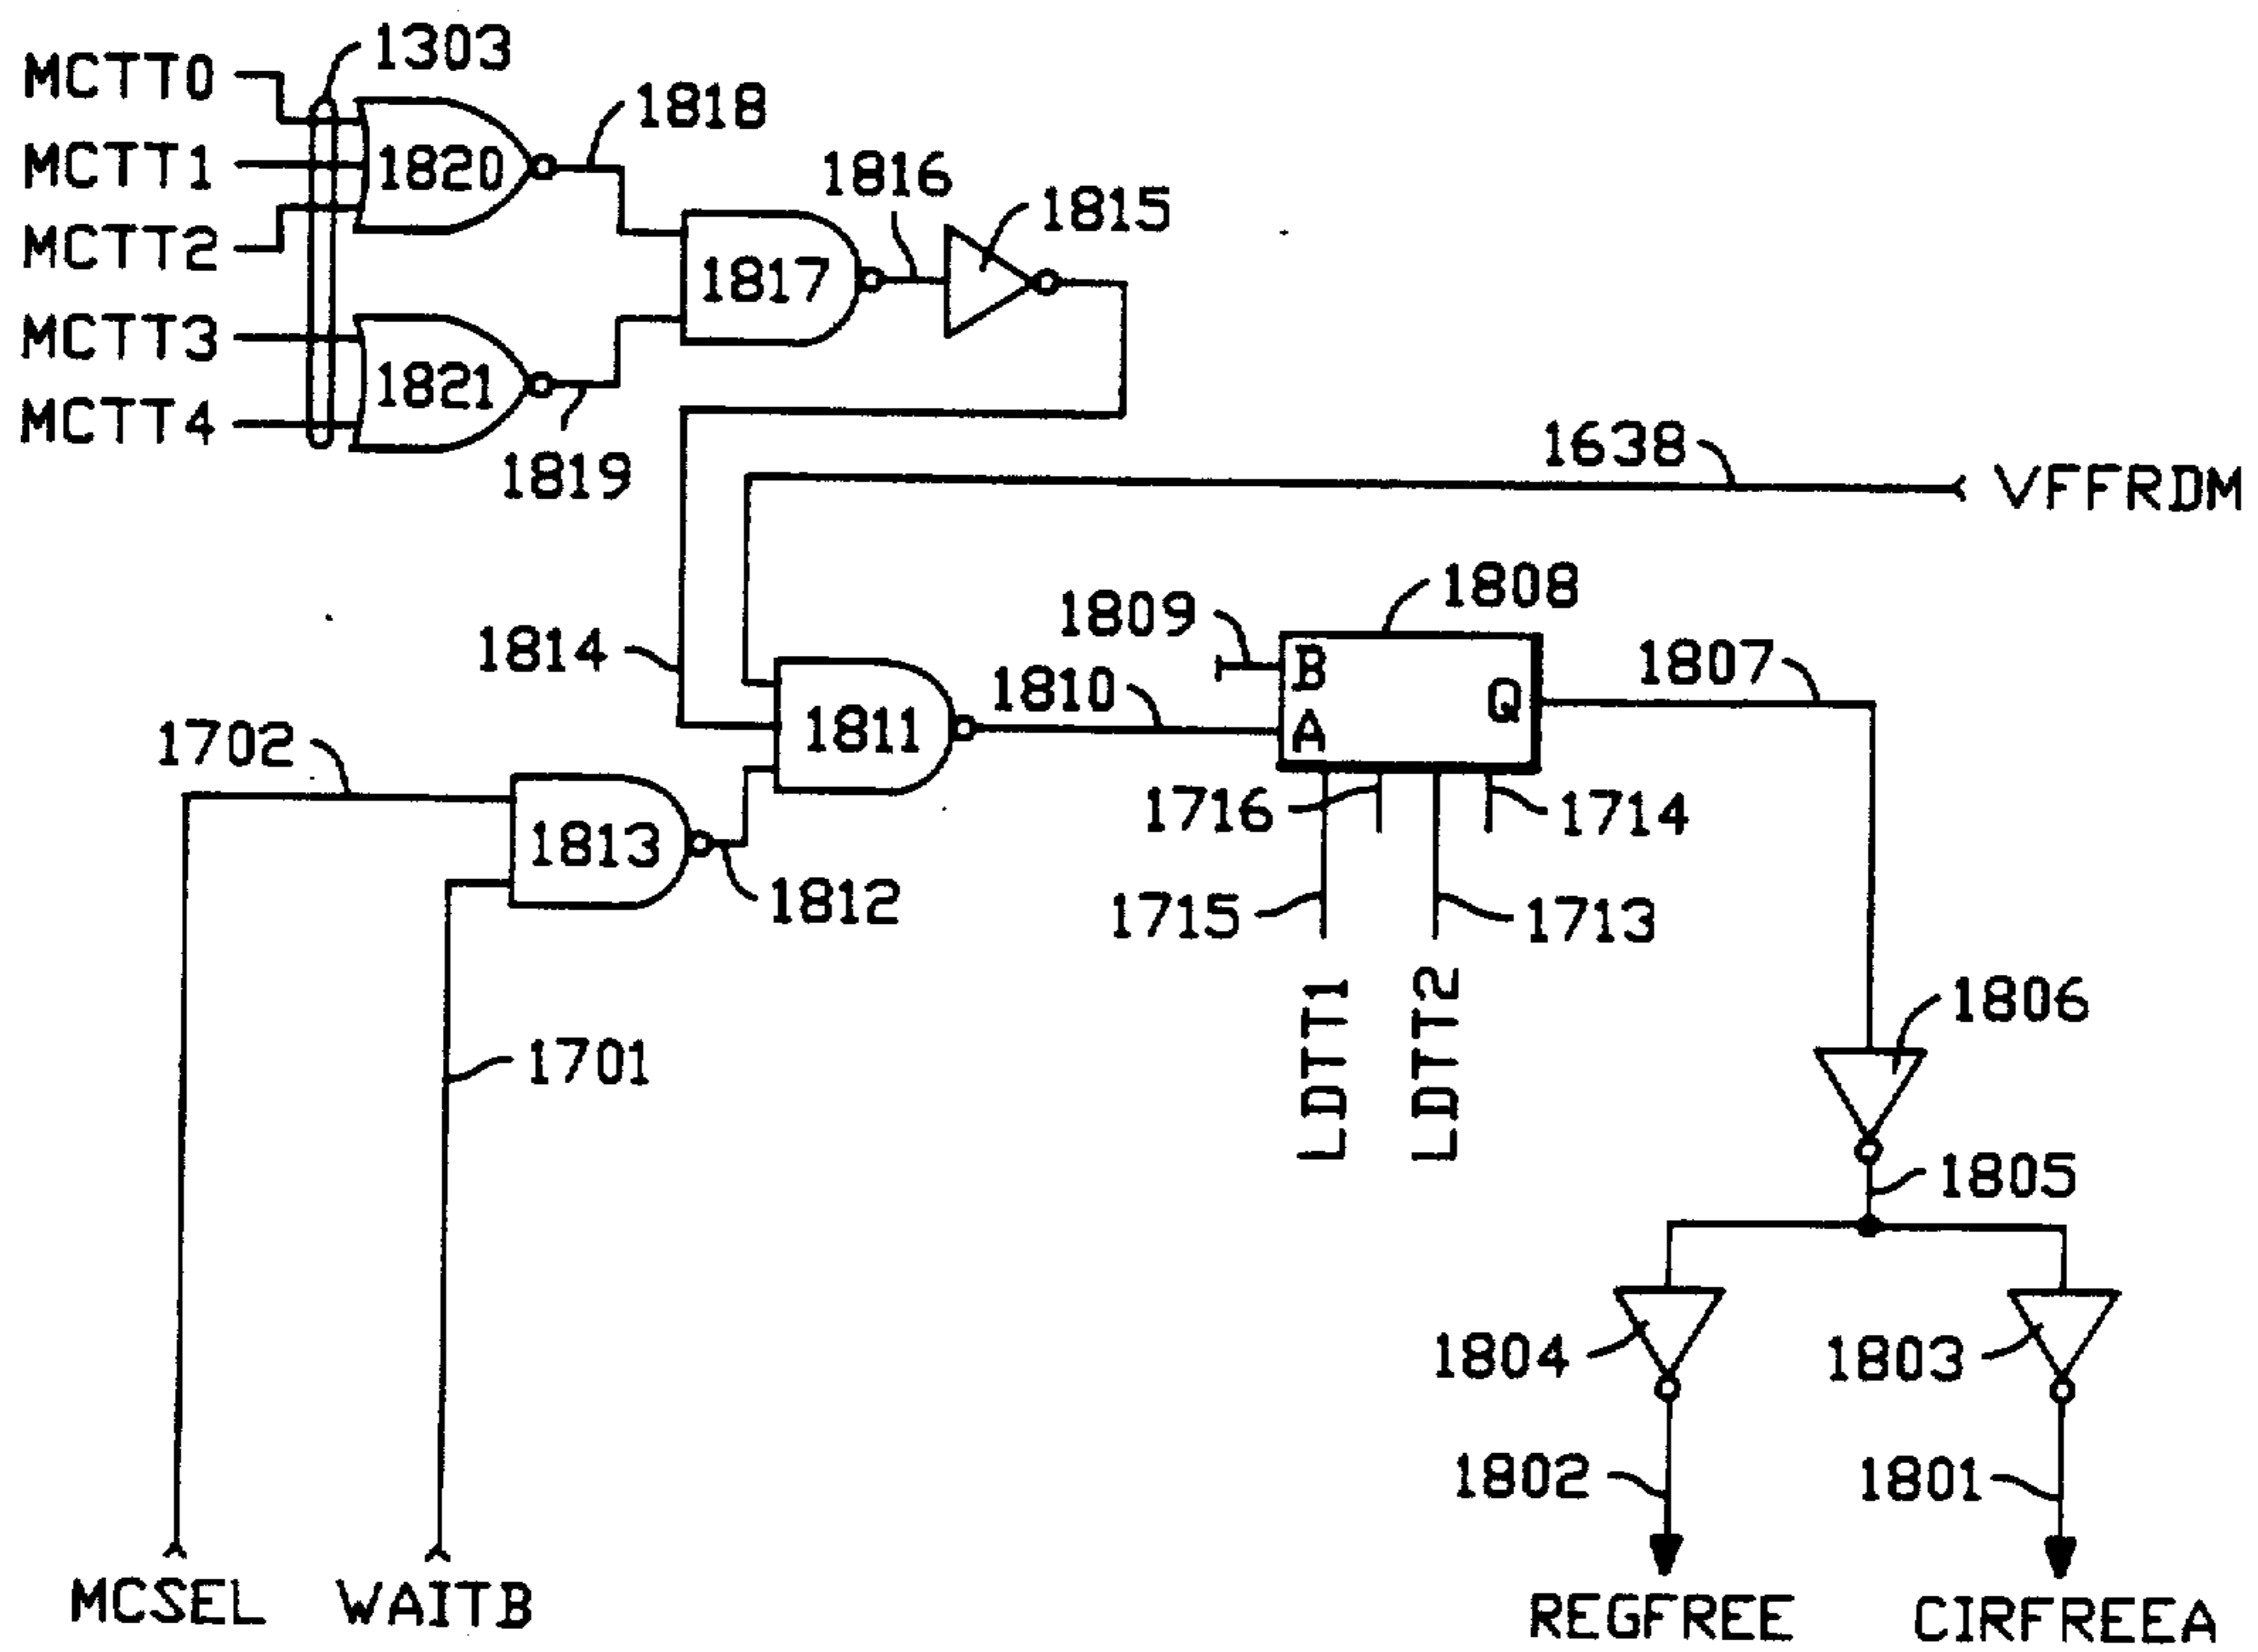 MCTT0
1303
MCTT1
1820
1818
MCTT2
1816
1815
1817
MCTT3
1821
MCTT4
1819
1638
VFFRDM
1814
1809
1808
B
1810
A
Q
1807
1811
1702
1813
1812
1716
1714
1715
1713
1701
LDTT1
LDTT2
1806
1805
1804
1803
1802
1801
MCSEL
WAITB
REGFREE
CIRFREEA